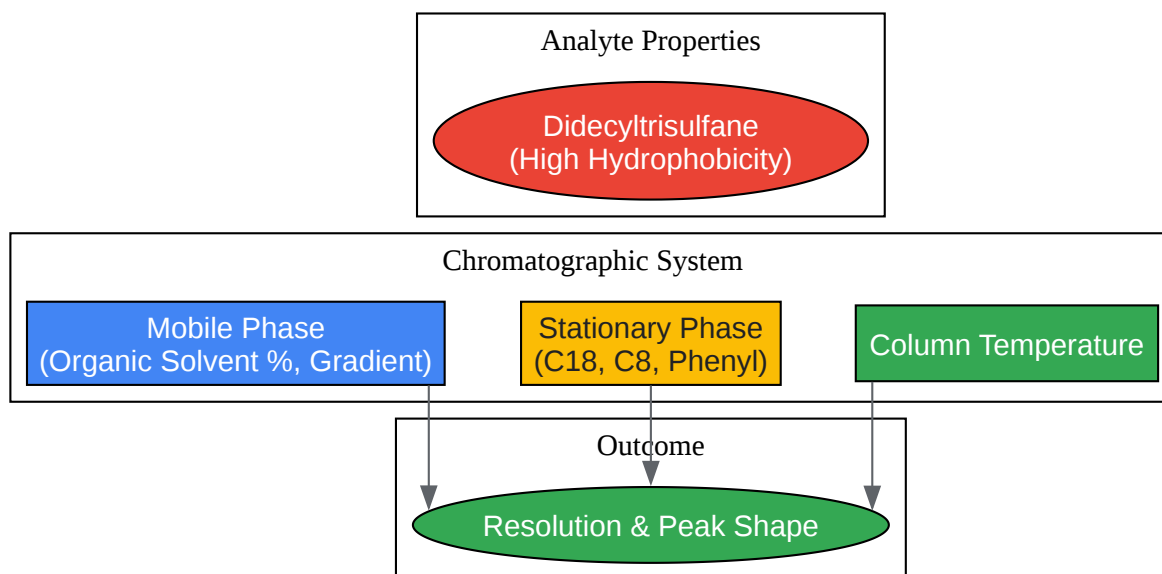 Analyte Properties
Didecyltrisulfane
(High Hydrophobicity)
Chromatographic System
Mobile Phase
(Organic Solvent %, Gradient)
Stationary Phase
(C18, C8, Phenyl)
Column Temperature
Outcome
Resolution & Peak Shape